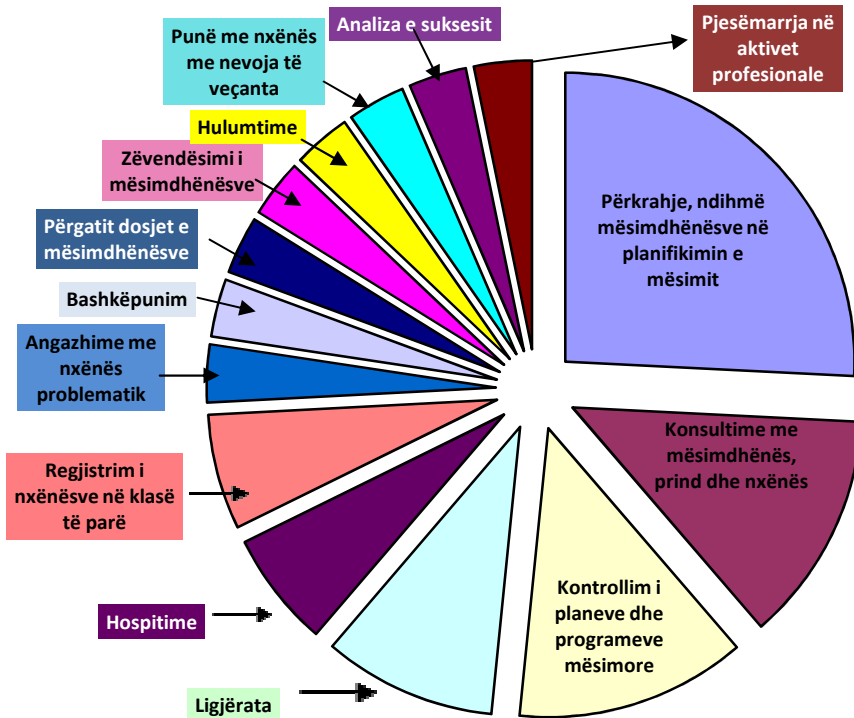 Punë me nxënës
me nevoja të
veçanta
Analiza e suksesit
Pjesëmarrja në
aktivet
profesionale
Hulumtime
Zëvendësimi i
mësimdhënësve
Përgatit dosjet e
mësimdhënësve
Bashkëpunim
Angazhime me
nxënës
problematik
Regjistrim i
nxënësve në klasë
të parë
Hospitime
Ligjërata
Përkrahje, ndihmë
mësimdhënësve në
planifikimin e
mësimit
Konsultime me
mësimdhënës,
prind dhe nxënës
Kontrollim i
planeve dhe
programeve
mësimore